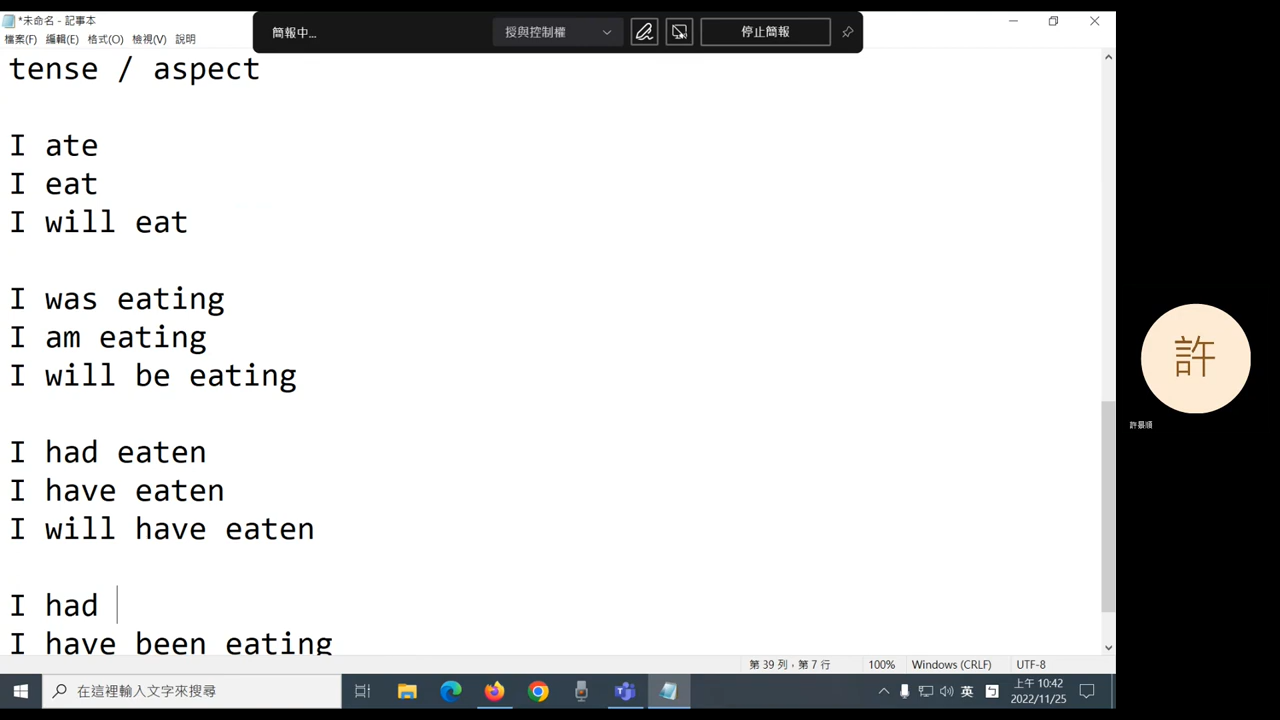 *未命名 - 記事本
簡報中...
授與控制權
停止簡報
檔案(F) 編輯(E) 格式(O) 檢視(V) 說明
tense / aspect
I ate
I eat
I will eat
I was eating
I am eating
I will be eating
I had eaten
I have eaten
I will have eaten
I had
I have been eating
許
許景順
第 39 列，第 7 行
100%
Windows (CRLF)
UTF-8
在這裡輸入文字來搜尋
英
上午 10:42
2022/11/25